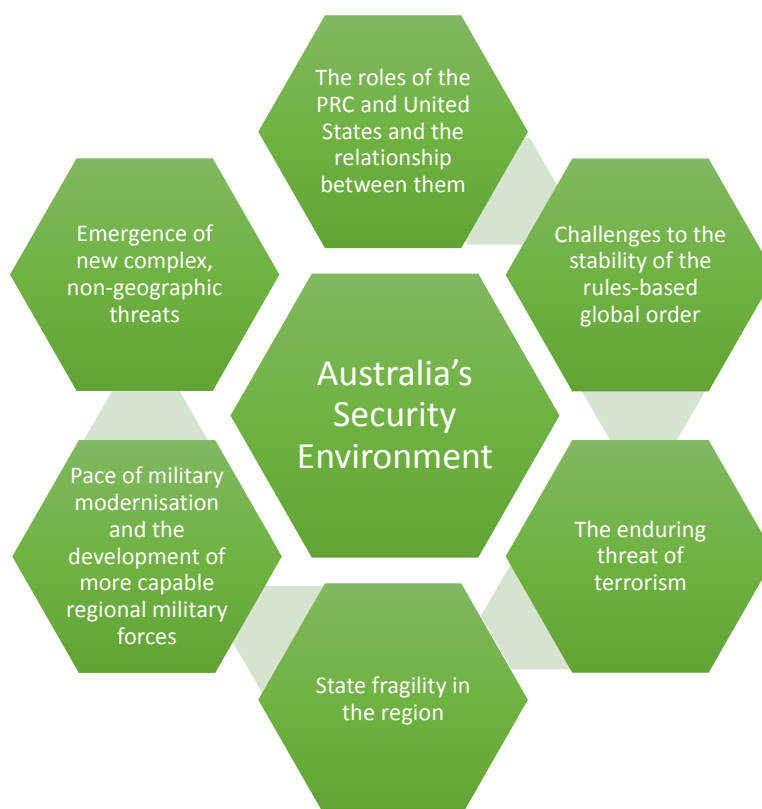 The roles of the
PRC and United
States and the
relationship
between them
Challenges to the
stability of the
rules-based
global order
The enduring
threat of
terrorism
State fragility in
the region
Pace of military
modernisation
and the
development of
more capable
regional military
forces
Emergence of
new complex,
non-geographic
threats
Australia’s
Security
Environment